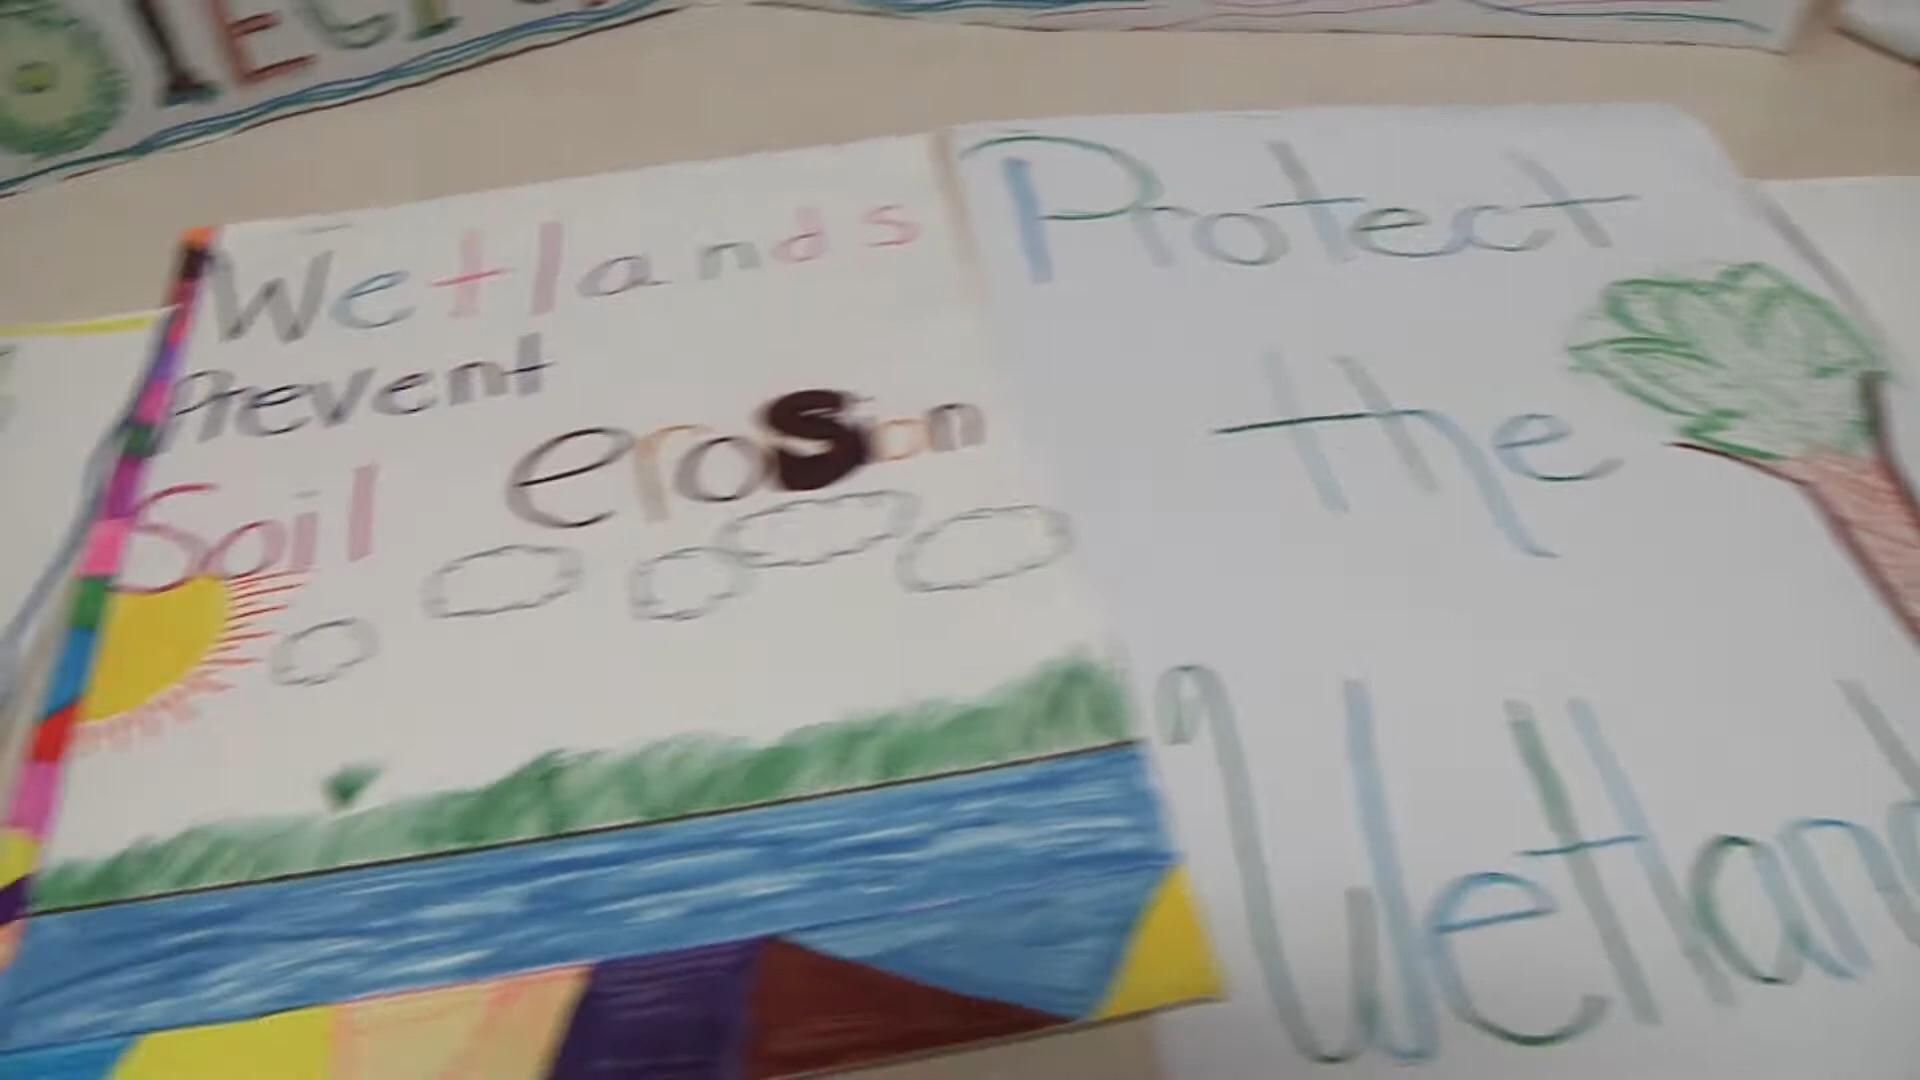 Wetlands
Prevent
Soil erosion
Protect
the
Wetland